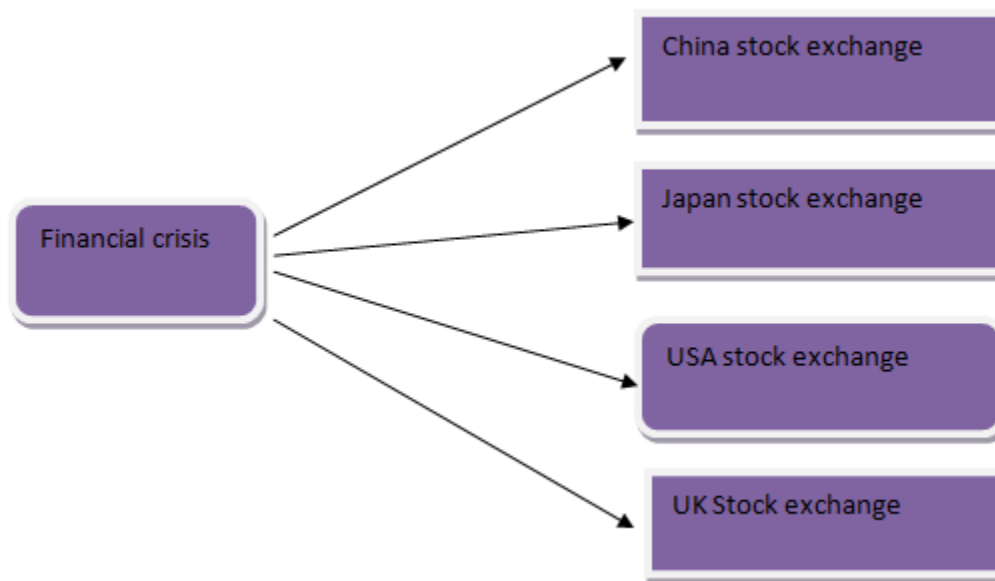 China stock exchange
Japan stock exchange
Financial crisis
USA stock exchange
UK Stock exchange